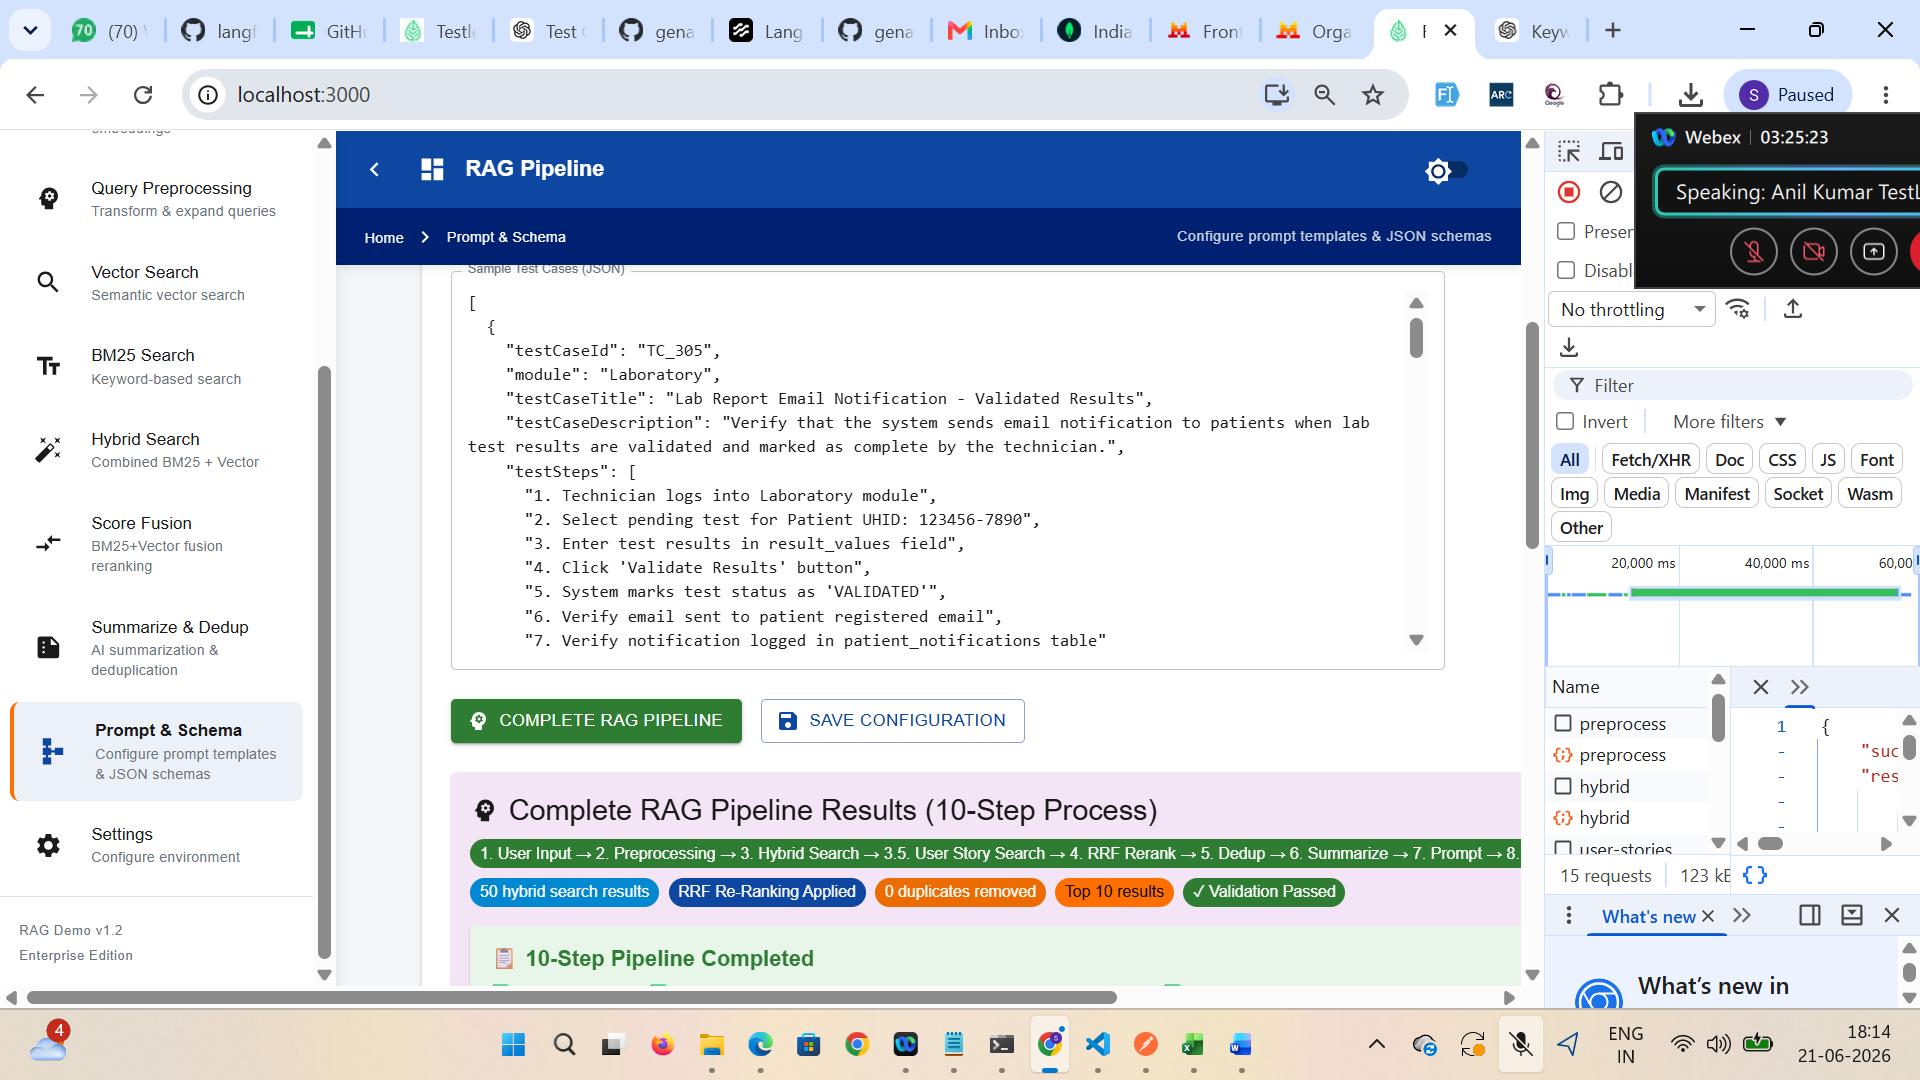 (70)
langf
GitHu
Testle
Test
gena
Lang
gena
Inbo
India
Fron
Orga
Keyw
localhost:3000
ARC
S Paused
Webex | 03:25:23
Speaking: Anil Kumar TestL
embeddings
Query Preprocessing
Transform & expand queries
Vector Search
Semantic vector search
BM25 Search
Keyword-based search
Hybrid Search
Combined BM25 + Vector
Score Fusion
BM25+Vector fusion
reranking
Summarize & Dedup
AI summarization &
deduplication
Prompt & Schema
Configure prompt templates
& JSON schemas
Settings
Configure environment
RAG Demo v1.2
Enterprise Edition
RAG Pipeline
Home > Prompt & Schema
Configure prompt templates & JSON schemas
Sample Test Cases (JSON)
[
{
"testCaseId": "TC_305",
"module": "Laboratory",
"testCaseTitle": "Lab Report Email Notification - Validated Results",
"testCaseDescription": "Verify that the system sends email notification to patients when lab
test results are validated and marked as complete by the technician.",
"testSteps": [
"1. Technician logs into Laboratory module",
"2. Select pending test for Patient UHID: 123456-7890",
"3. Enter test results in result_values field",
"4. Click 'Validate Results' button",
"5. System marks test status as 'VALIDATED'",
"6. Verify email sent to patient registered email",
"7. Verify notification logged in patient_notifications table"
COMPLETE RAG PIPELINE
SAVE CONFIGURATION
Complete RAG Pipeline Results (10-Step Process)
1. User Input → 2. Preprocessing → 3. Hybrid Search → 3.5. User Story Search → 4. RRF Rerank → 5. Dedup → 6. Summarize → 7. Prompt → 8.
50 hybrid search results
RRF Re-Ranking Applied
0 duplicates removed
Top 10 results
✓ Validation Passed
10-Step Pipeline Completed
Preser
Disabl
No throttling
Filter
Invert
More filters
All
Fetch/XHR
Doc
CSS
JS
Font
Img
Media
Manifest
Socket
Wasm
Other
20,000 ms
40,000 ms
60,00
Name
preprocess
preprocess
hybrid
hybrid
user-stories
1 {
"suc
"res
15 requests
123 kE
{}
What's new
What's new in
4
ENG
IN
18:14
21-06-2026